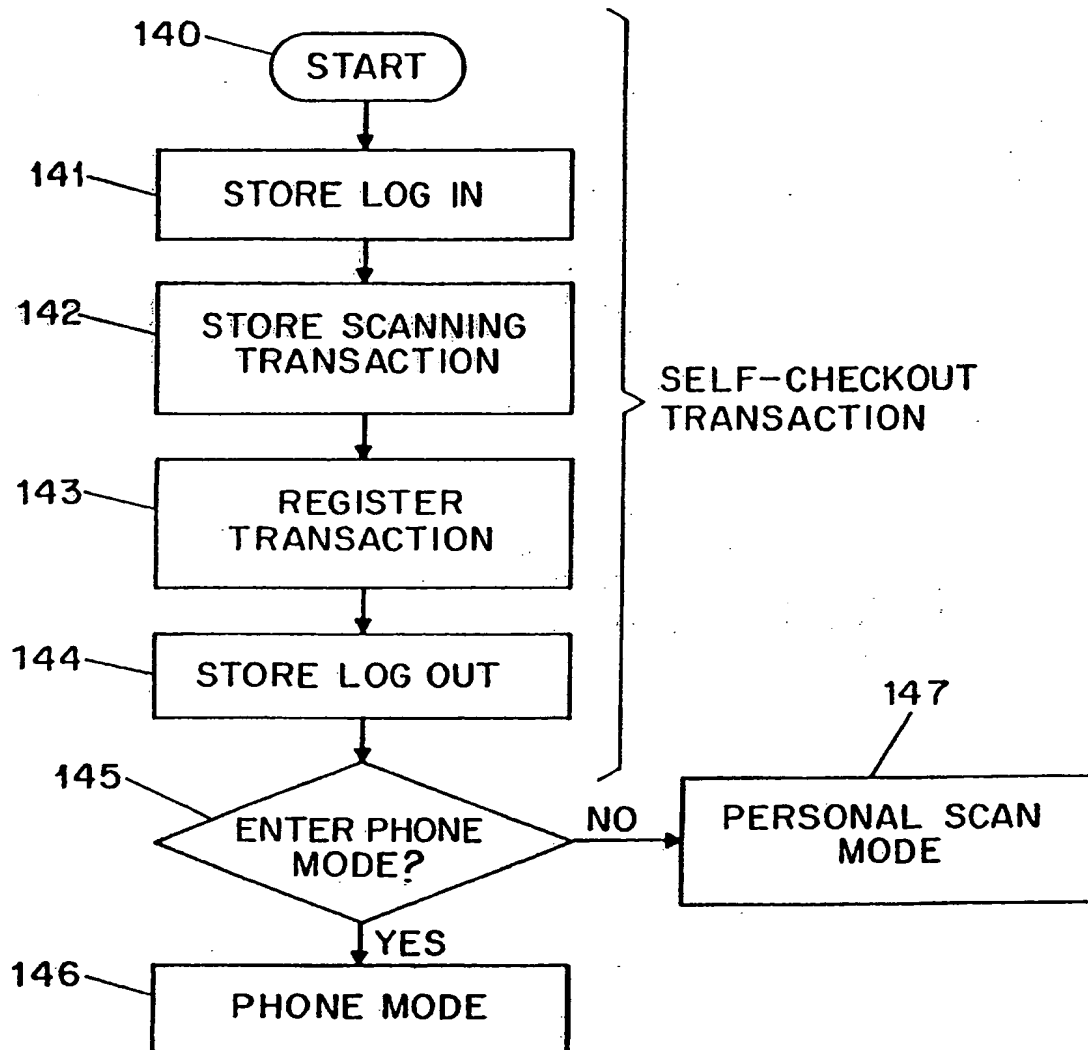 140
START
141
STORE LOG IN
142
STORE SCANNING
TRANSACTION
SELF-CHECKOUT
TRANSACTION
143
REGISTER
TRANSACTION
144
STORE LOG OUT
147
145
ENTER PHONE
MODE?
NO
PERSONAL SCAN
MODE
YES
146
PHONE MODE